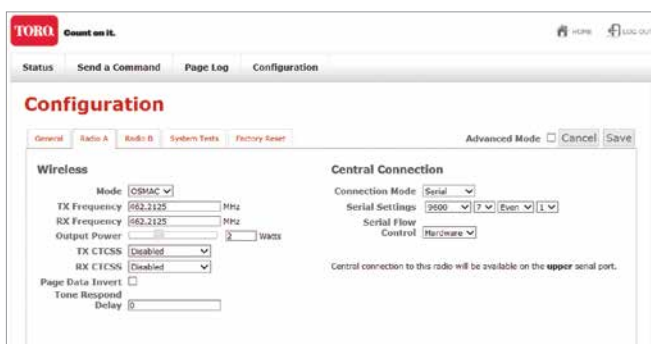 TORO. Count on it.
HOME LOG OUT
Status Send a Command Page Log Configuration
Configuration
General Radio A Radio B System Tests Factory Reset Advanced Mode Cancel Save
Wireless
Mode OSMAC
TX Frequency 462.2125 MHz
RX Frequency 462.2125 MHz
Output Power 2 Watts
TX CTCSS Disabled
RX CTCSS Disabled
Page Data Invert
Tone Respond
Delay 0
Central Connection
Connection Mode Serial
Serial Settings 9600 7 Even 1
Serial Flow
Control Hardware
Central connection to this radio will be available on the upper serial port.